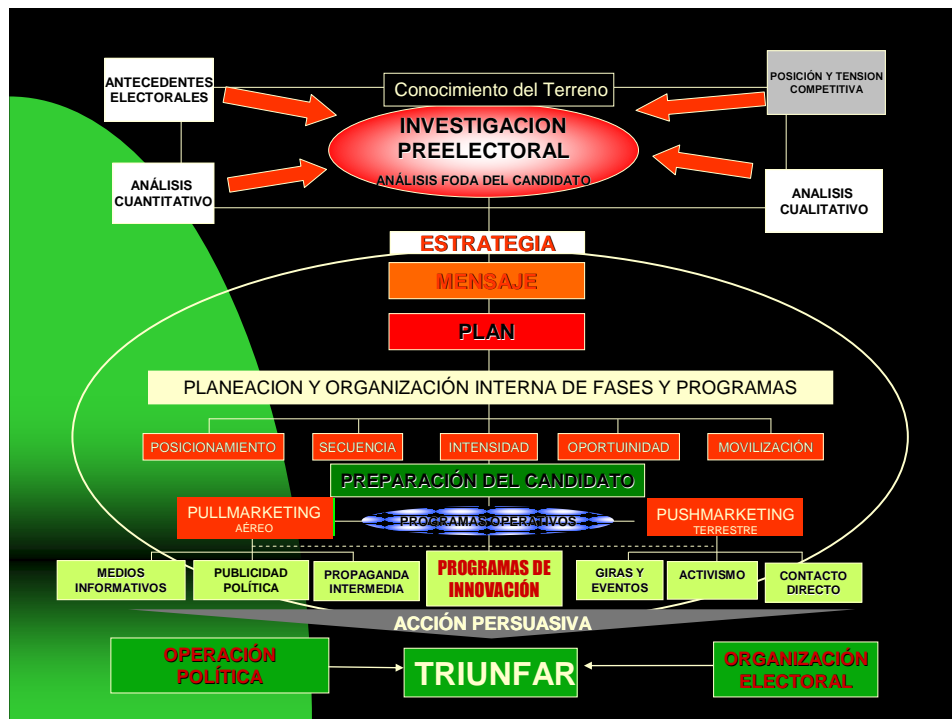 ANTECEDENTES
ELECTORALES
Conocimiento del Terreno
POSICIÓN Y TENSION
COMPETITIVA
INVESTIGACION
PREELECTORAL
ANÁLISIS FODA DEL CANDIDATO
ANÁLISIS
CUANTITATIVO
ANALISIS
CUALITATIVO
ESTRATEGIA
MENSAJE
PLAN
PLANEACION Y ORGANIZACIÓN INTERNA DE FASES Y PROGRAMAS
POSICIONAMIENTO
SECUENCIA
INTENSIDAD
OPORTUINIDAD
MOVILIZACIÓN
PREPARACIÓN DEL CANDIDATO
PULLMARKETING
AÉREO
PROGRAMAS OPERATIVOS
PUSHMARKETING
TERRESTRE
MEDIOS
INFORMATIVOS
PUBLICIDAD
POLÍTICA
PROPAGANDA
INTERMEDIA
PROGRAMAS DE
INNOVACIÓN
GIRAS Y
EVENTOS
ACTIVISMO
CONTACTO
DIRECTO
ACCIÓN PERSUASIVA
OPERACIÓN
POLÍTICA
TRIUNFAR
ORGANIZACIÓN
ELECTORAL